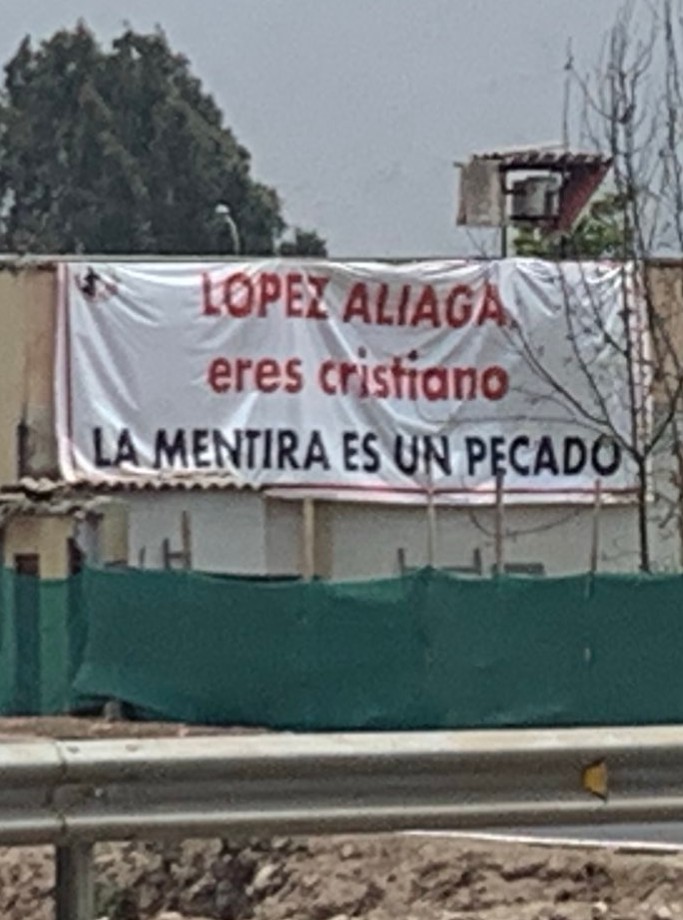 LOPEZ ALIAGA,
eres cristiano
LA MENTIRA ES UN PECADO